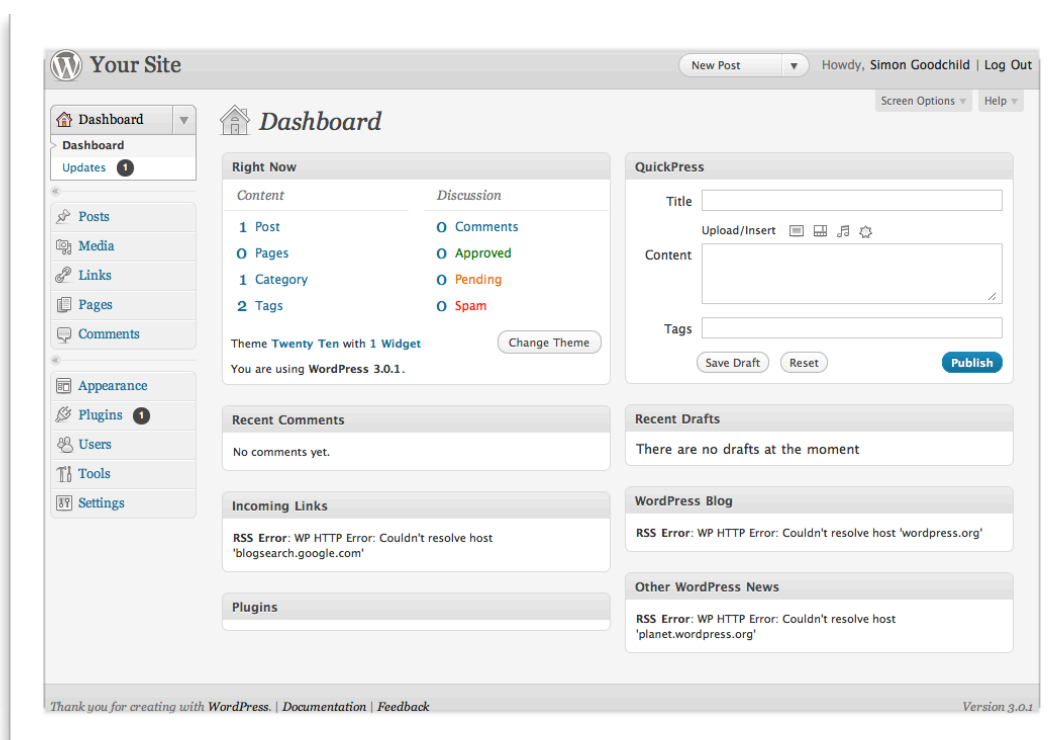 Your Site
New Post
Howdy, Simon Goodchild | Log Out
Screen Options
Help
Dashboard
Dashboard
Updates 1
Posts
Media
Links
Pages
Comments
Appearance
Plugins 1
Users
Tools
Settings
Dashboard
Right Now
Content
Discussion
1 Post
0 Comments
0 Pages
0 Approved
1 Category
0 Pending
2 Tags
0 Spam
Theme Twenty Ten with 1 Widget
Change Theme
You are using WordPress 3.0.1.
Recent Comments
No comments yet.
Incoming Links
RSS Error: WP HTTP Error: Couldn't resolve host
'blogsearch.google.com'
Plugins
QuickPress
Title
Upload/Insert
Content
Tags
Save Draft
Reset
Publish
Recent Drafts
There are no drafts at the moment
WordPress Blog
RSS Error: WP HTTP Error: Couldn't resolve host 'wordpress.org'
Other WordPress News
RSS Error: WP HTTP Error: Couldn't resolve host
'planet.wordpress.org'
Thank you for creating with WordPress. | Documentation | Feedback
Version 3.0.1